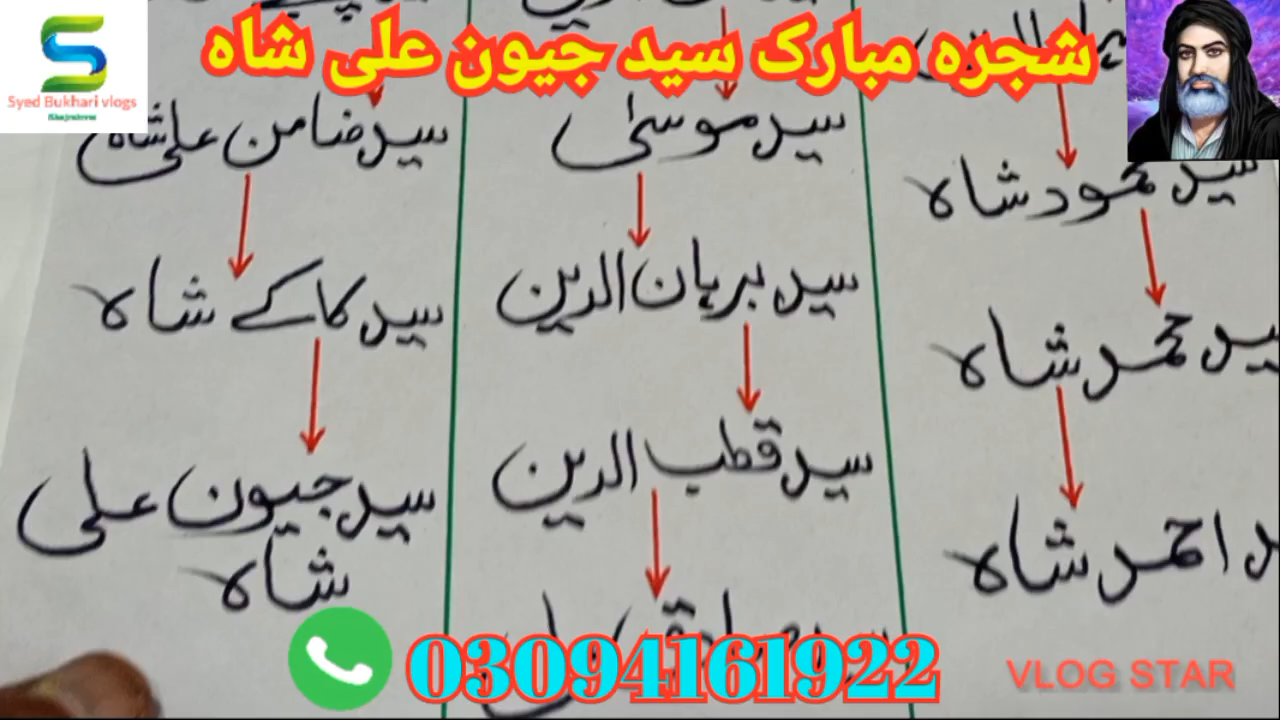 Syed Bukhari vlogs
شجرہ مبارک سید جیون علی شاہ
سید محمود شاہ
سید محمد شاہ
سید احمد شاہ
سید موسیٰ
سید برہان الدین
سید قطب الدین
سید ضامن علی شاہ
سید کاکے شاہ
سید جیون علی
شاہ
03094161922
VLOG STAR